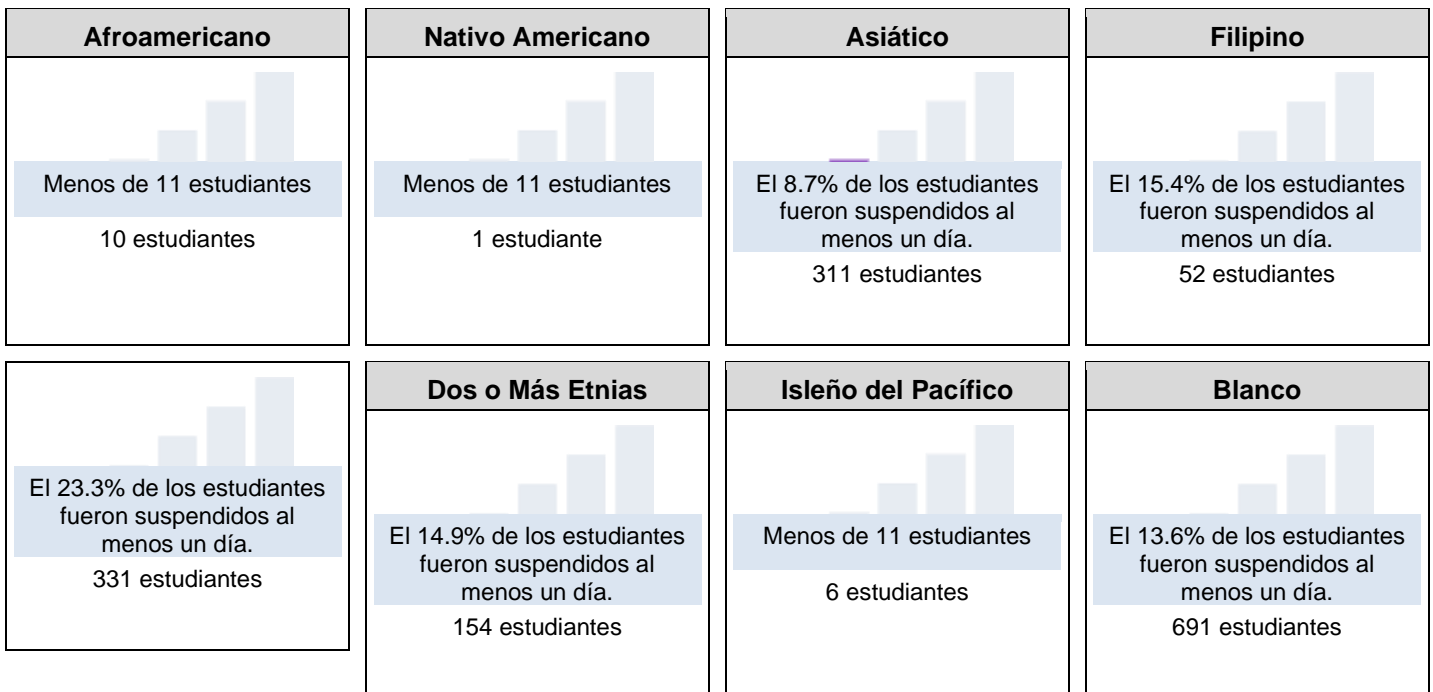 Afroamericano
Menos de 11 estudiantes
10 estudiantes
Nativo Americano
Menos de 11 estudiantes
1 estudiante
Asiático
El 8.7% de los estudiantes
fueron suspendidos al
menos un día.
311 estudiantes
Filipino
El 15.4% de los estudiantes
fueron suspendidos al
menos un día.
52 estudiantes
El 23.3% de los estudiantes
fueron suspendidos al
menos un día.
331 estudiantes
Dos o Más Etnias
El 14.9% de los estudiantes
fueron suspendidos al
menos un día.
154 estudiantes
Isleño del Pacífico
Menos de 11 estudiantes
6 estudiantes
Blanco
El 13.6% de los estudiantes
fueron suspendidos al
menos un día.
691 estudiantes